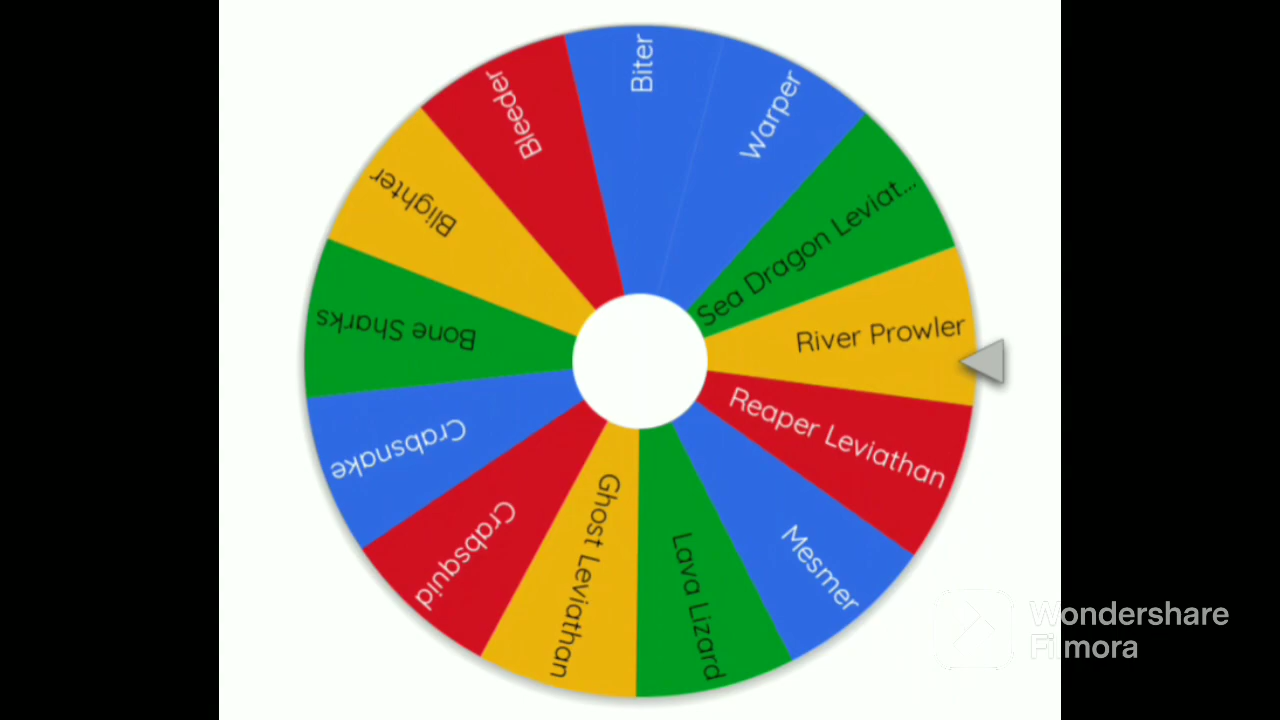 Biter
Warper
Sea Dragon Leviat...
River Prowler
Reaper Leviathan
Mesmer
Lava Lizard
Ghost Leviathan
Crabsquid
Crabsnake
Bone Sharks
Blighter
Bleeder
Wondershare
Filmora